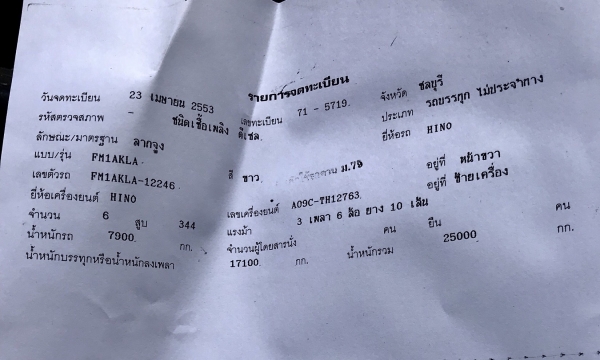 รายการจดทะเบียน
วันจดทะเบียน 23 เมษายน 2553 เลขทะเบียน 71 - 5719. จังหวัด ชลบุรี
รหัสตรวจสภาพ - ชนิดเชื้อเพลิง ดีเซล. ประเภท รถบรรทุก ไม่ประจำทาง
ลักษณะ/มาตรฐาน ลากจูง ยี่ห้อรถ HINO
แบบ/รุ่น FM1AKLA. สี ขาว. ม.79
เลขตัวรถ FM1AKLA-12246. อยู่ที่ หน้าขวา
ยี่ห้อเครื่องยนต์ HINO เลขเครื่องยนต์ A09C-TH12763. อยู่ที่ ซ้ายเครื่อง
จำนวน 6 สูบ 344 แรงม้า 3 เพลา 6 ล้อ ยาง 10 เส้น
น้ำหนักรถ 7900. กก. จำนวนผู้โดยสารนั่ง คน ยืน คน
น้ำหนักบรรทุกหรือน้ำหนักลงเพลา 17100. กก. น้ำหนักรวม 25000 กก.